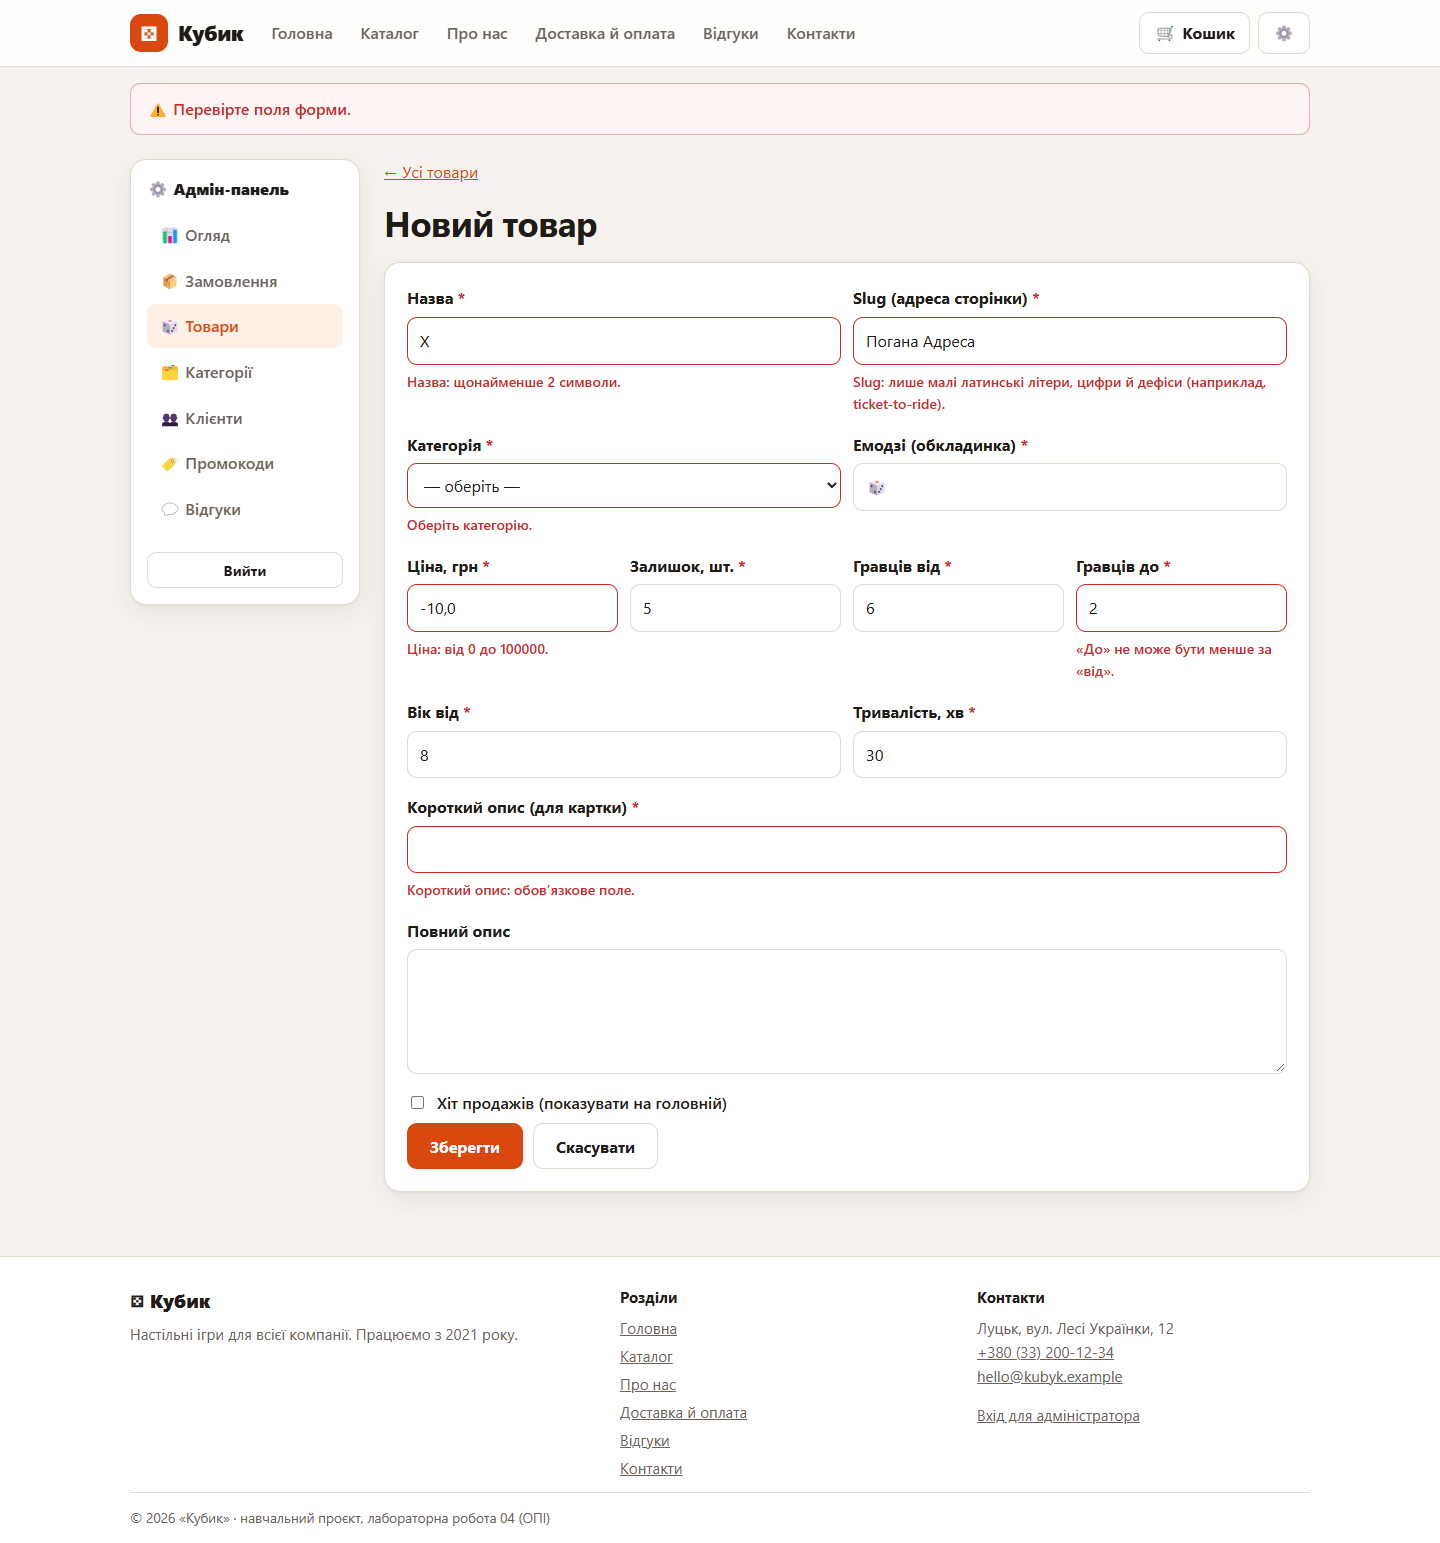 Кубик
Головна
Каталог
Про нас
Доставка й оплата
Відгуки
Контакти
Кошик
Перевірте поля форми.
Адмін-панель
Огляд
Замовлення
Товари
Категорії
Клієнти
Промокоди
Відгуки
Вийти
← Усі товари
Новий товар
Назва *
X
Назва: щонайменше 2 символи.
Slug (адреса сторінки) *
Погана Адреса
Slug: лише малі латинські літери, цифри й дефіси (наприклад,
ticket-to-ride).
Категорія *
— оберіть —
Оберіть категорію.
Емодзі (обкладинка) *
Ціна, грн *
-10,0
Ціна: від 0 до 100000.
Залишок, шт. *
5
Гравців від *
6
Гравців до *
2
«До» не може бути менше за
«від».
Вік від *
8
Тривалість, хв *
30
Короткий опис (для картки) *
Короткий опис: обов’язкове поле.
Повний опис
Хіт продажів (показувати на головній)
Зберегти
Скасувати
Кубик
Настільні ігри для всієї компанії. Працюємо з 2021 року.
Розділи
Головна
Каталог
Про нас
Доставка й оплата
Відгуки
Контакти
Контакти
Луцьк, вул. Лесі Українки, 12
+380 (33) 200-12-34
hello@kubyk.example
Вхід для адміністратора
© 2026 «Кубик» · навчальний проєкт, лабораторна робота 04 (ОПІ)